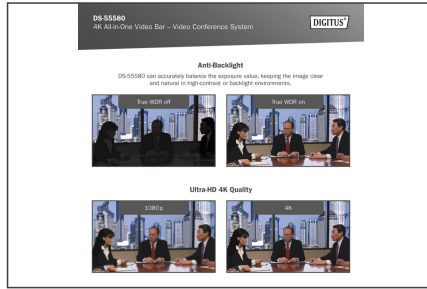 DS-55580
4K All-in-One Video Bar – Video Conference System
DIGITUS®
Anti-Backlight
DS-55580 can accurately balance the exposure value, keeping the image clear
and natural in high-contrast or backlight environments.
True WDR off
True WDR on
Ultra-HD 4K Quality
1080p
4K